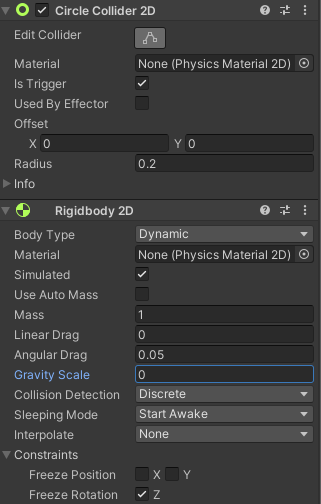 Circle Collider 2D
Edit Collider
Material None (Physics Material 2D)
Is Trigger
Used By Effector
Offset
X 0 Y 0
Radius 0.2
Info
Rigidbody 2D
Body Type Dynamic
Material None (Physics Material 2D)
Simulated
Use Auto Mass
Mass 1
Linear Drag 0
Angular Drag 0.05
Gravity Scale 0
Collision Detection Discrete
Sleeping Mode Start Awake
Interpolate None
Constraints
Freeze Position X Y
Freeze Rotation Z